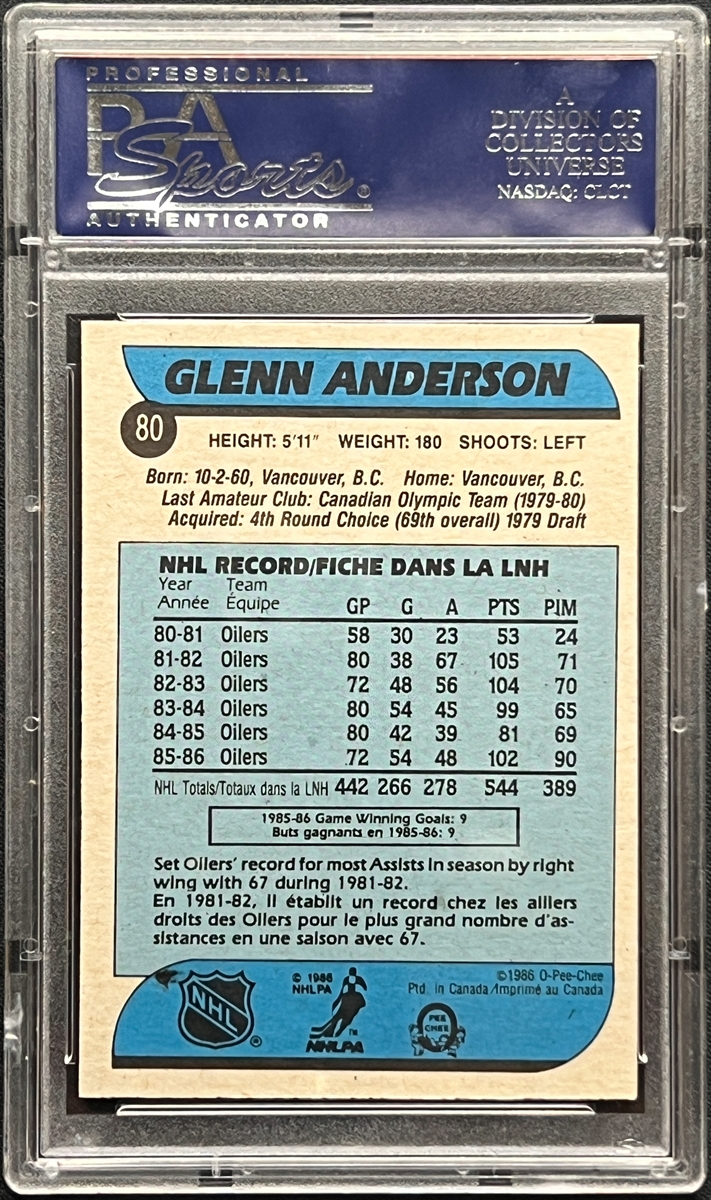 PROFESSIONAL
PSA
Sports®
AUTHENTICATOR
A
DIVISION OF
COLLECTORS
UNIVERSE
NASDAQ: CLCT
GLENN ANDERSON
80
HEIGHT: 5'11" WEIGHT: 180 SHOOTS: LEFT
Born: 10-2-60, Vancouver, B.C. Home: Vancouver, B.C.
Last Amateur Club: Canadian Olympic Team (1979-80)
Acquired: 4th Round Choice (69th overall) 1979 Draft
NHL RECORD/FICHE DANS LA LNH
Year Team
Année Équipe GP G A PTS PIM
80-81 Oilers 58 30 23 53 24
81-82 Oilers 80 38 67 105 71
82-83 Oilers 72 48 56 104 70
83-84 Oilers 80 54 45 99 65
84-85 Oilers 80 42 39 81 69
85-86 Oilers 72 54 48 102 90
NHL Totals/Totaux dans la LNH 442 266 278 544 389
1985-86 Game Winning Goals: 9
Buts gagnants en 1985-86: 9
Set Oilers' record for most Assists in season by right
wing with 67 during 1981-82.
En 1981-82, il établit un record chez les ailiers
droits des Oilers pour le plus grand nombre d'as-
sistances en une saison avec 67.
NHL®
© 1986
NHLPA
™
NHLPA
PEE
CHEE
©1986 O-Pee-Chee
Ptd. in Canada/Imprimé au Canada